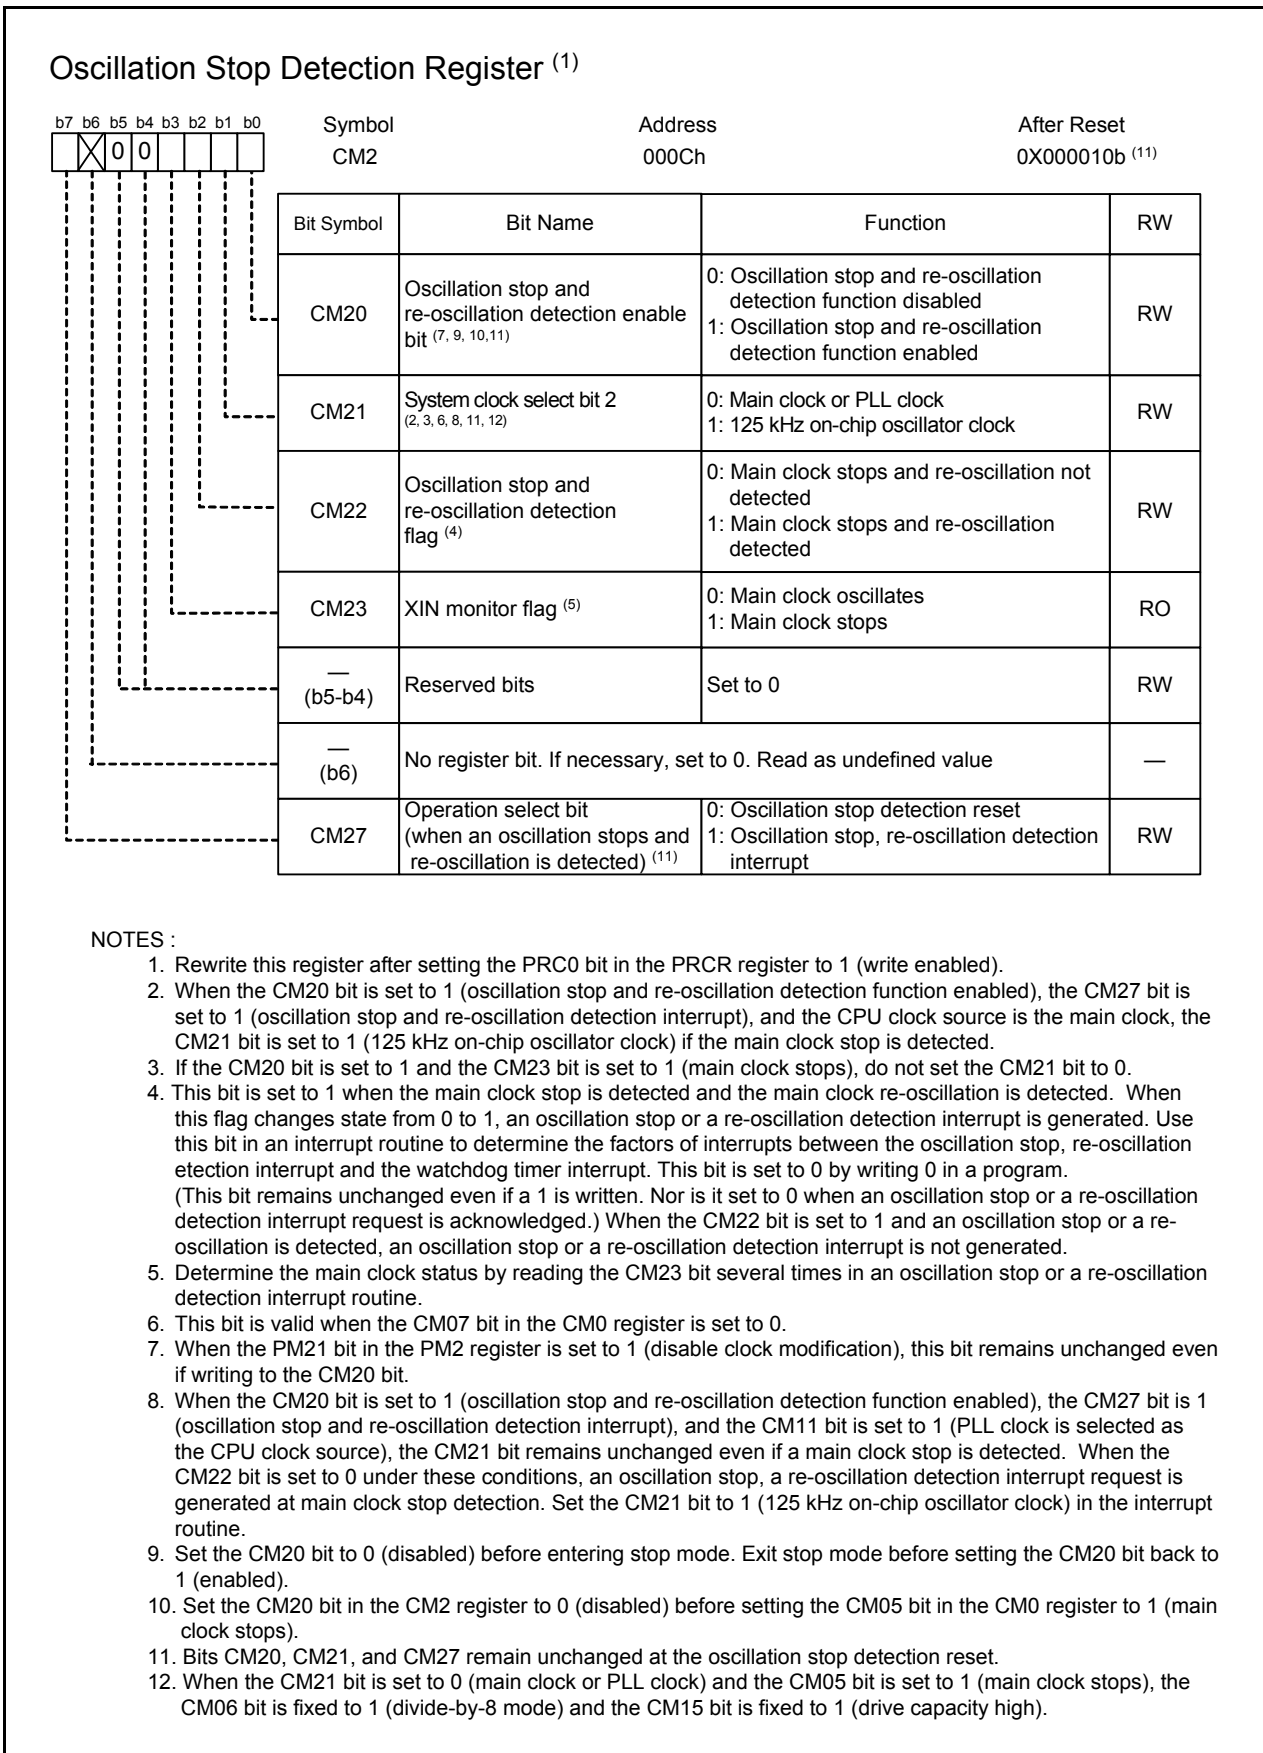 Oscillation Stop Detection Register (1)
b7 b6 b5 b4 b3 b2 b1 b0
0 0
Symbol Address After Reset
CM2 000Ch 0X000010b (11)
Bit Symbol Bit Name Function RW
CM20
Oscillation stop and
re-oscillation detection enable
bit (7, 9, 10,11)
0: Oscillation stop and re-oscillation
detection function disabled
1: Oscillation stop and re-oscillation
detection function enabled
RW
CM21
System clock select bit 2
(2, 3, 6, 8, 11, 12)
0: Main clock or PLL clock
1: 125 kHz on-chip oscillator clock
RW
CM22
Oscillation stop and
re-oscillation detection
flag (4)
0: Main clock stops and re-oscillation not
detected
1: Main clock stops and re-oscillation
detected
RW
CM23
XIN monitor flag (5)
0: Main clock oscillates
1: Main clock stops
RO
—
(b5-b4)
Reserved bits
Set to 0
RW
—
(b6)
No register bit. If necessary, set to 0. Read as undefined value
—
CM27
Operation select bit
(when an oscillation stops and
re-oscillation is detected) (11)
0: Oscillation stop detection reset
1: Oscillation stop, re-oscillation detection
interrupt
RW
NOTES :
1. Rewrite this register after setting the PRC0 bit in the PRCR register to 1 (write enabled).
2. When the CM20 bit is set to 1 (oscillation stop and re-oscillation detection function enabled), the CM27 bit is
set to 1 (oscillation stop and re-oscillation detection interrupt), and the CPU clock source is the main clock, the
CM21 bit is set to 1 (125 kHz on-chip oscillator clock) if the main clock stop is detected.
3. If the CM20 bit is set to 1 and the CM23 bit is set to 1 (main clock stops), do not set the CM21 bit to 0.
4. This bit is set to 1 when the main clock stop is detected and the main clock re-oscillation is detected. When
this flag changes state from 0 to 1, an oscillation stop or a re-oscillation detection interrupt is generated. Use
this bit in an interrupt routine to determine the factors of interrupts between the oscillation stop, re-oscillation
etection interrupt and the watchdog timer interrupt. This bit is set to 0 by writing 0 in a program.
(This bit remains unchanged even if a 1 is written. Nor is it set to 0 when an oscillation stop or a re-oscillation
detection interrupt request is acknowledged.) When the CM22 bit is set to 1 and an oscillation stop or a re-
oscillation is detected, an oscillation stop or a re-oscillation detection interrupt is not generated.
5. Determine the main clock status by reading the CM23 bit several times in an oscillation stop or a re-oscillation
detection interrupt routine.
6. This bit is valid when the CM07 bit in the CM0 register is set to 0.
7. When the PM21 bit in the PM2 register is set to 1 (disable clock modification), this bit remains unchanged even
if writing to the CM20 bit.
8. When the CM20 bit is set to 1 (oscillation stop and re-oscillation detection function enabled), the CM27 bit is 1
(oscillation stop and re-oscillation detection interrupt), and the CM11 bit is set to 1 (PLL clock is selected as
the CPU clock source), the CM21 bit remains unchanged even if a main clock stop is detected. When the
CM22 bit is set to 0 under these conditions, an oscillation stop, a re-oscillation detection interrupt request is
generated at main clock stop detection. Set the CM21 bit to 1 (125 kHz on-chip oscillator clock) in the interrupt
routine.
9. Set the CM20 bit to 0 (disabled) before entering stop mode. Exit stop mode before setting the CM20 bit back to
1 (enabled).
10. Set the CM20 bit in the CM2 register to 0 (disabled) before setting the CM05 bit in the CM0 register to 1 (main
clock stops).
11. Bits CM20, CM21, and CM27 remain unchanged at the oscillation stop detection reset.
12. When the CM21 bit is set to 0 (main clock or PLL clock) and the CM05 bit is set to 1 (main clock stops), the
CM06 bit is fixed to 1 (divide-by-8 mode) and the CM15 bit is fixed to 1 (drive capacity high).